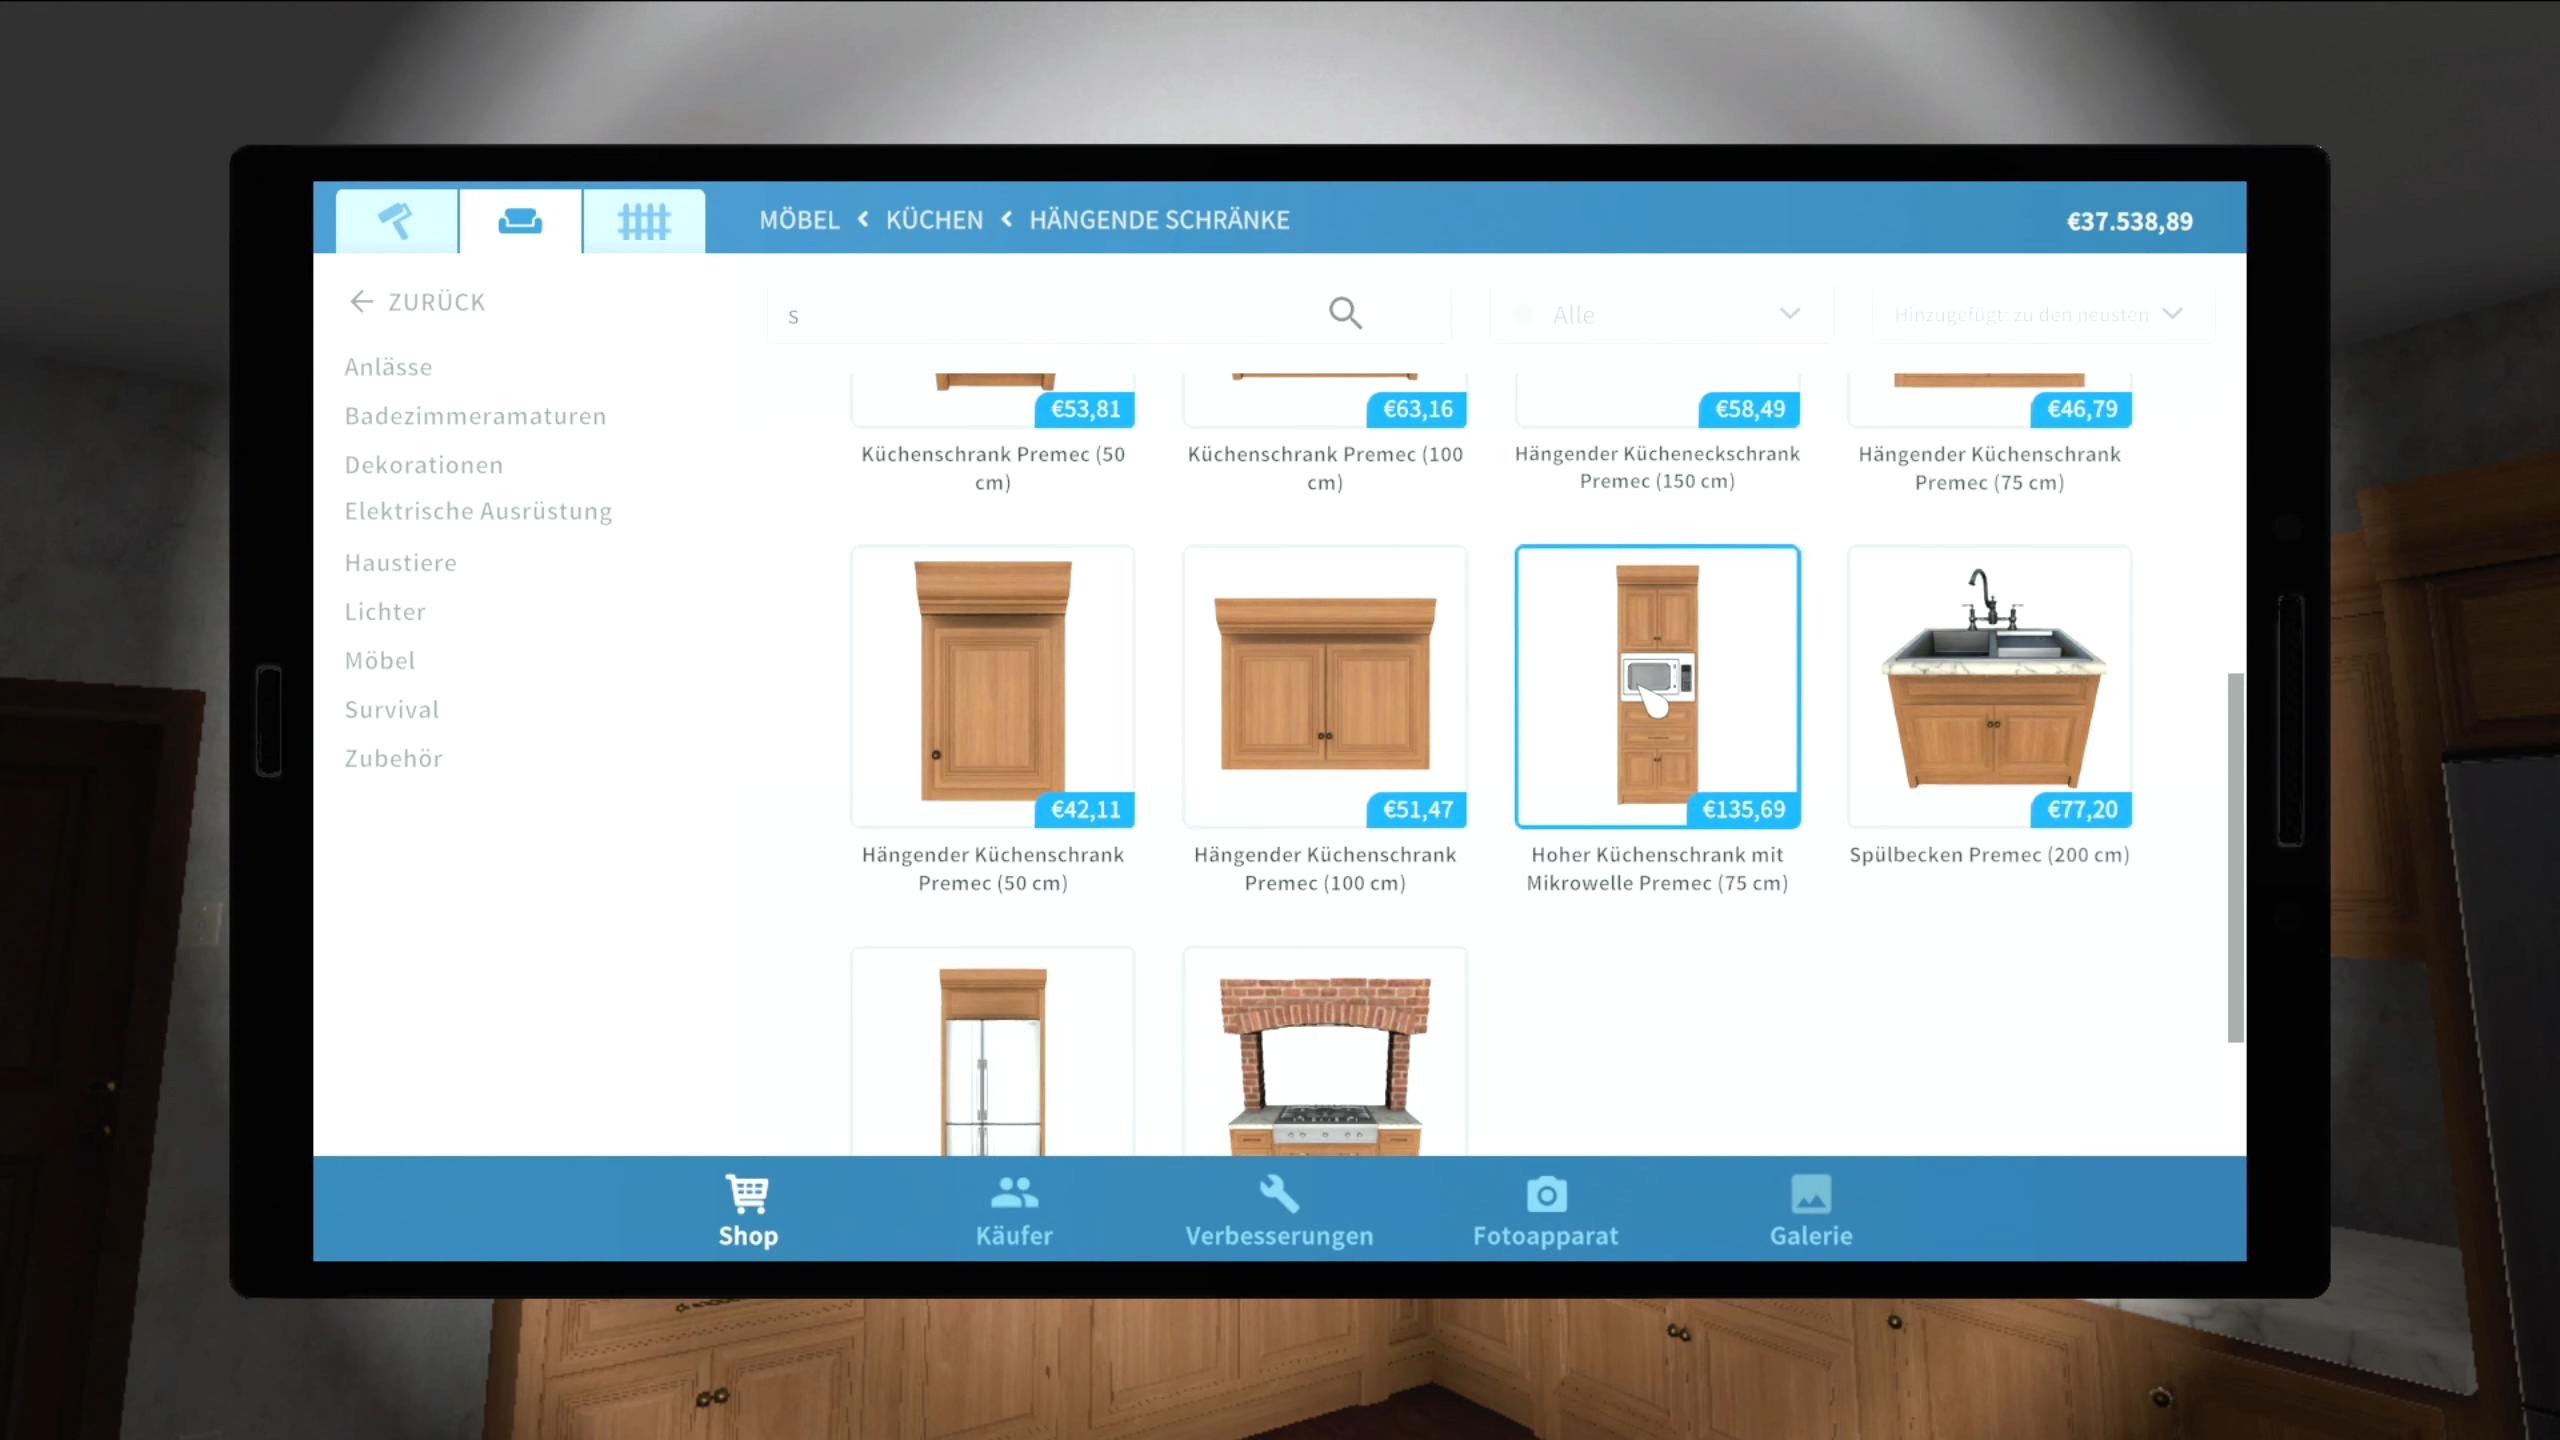 MÖBEL < KÜCHEN < HÄNGENDE SCHRÄNKE
€37.538,89
ZURÜCK
s
Alle
Hinzugefügt: zu den neusten
Anlässe
Badezimmeramaturen
Dekorationen
Elektrische Ausrüstung
Haustiere
Lichter
Möbel
Survival
Zubehör
€53,81
€63,16
€58,49
€46,79
Küchenschrank Premec (50
cm)
Küchenschrank Premec (100
cm)
Hängender Kücheneckschrank
Premec (150 cm)
Hängender Küchenschrank
Premec (75 cm)
€42,11
€51,47
€135,69
€77,20
Hängender Küchenschrank
Premec (50 cm)
Hängender Küchenschrank
Premec (100 cm)
Hoher Küchenschrank mit
Mikrowelle Premec (75 cm)
Spülbecken Premec (200 cm)
Shop
Käufer
Verbesserungen
Fotoapparat
Galerie